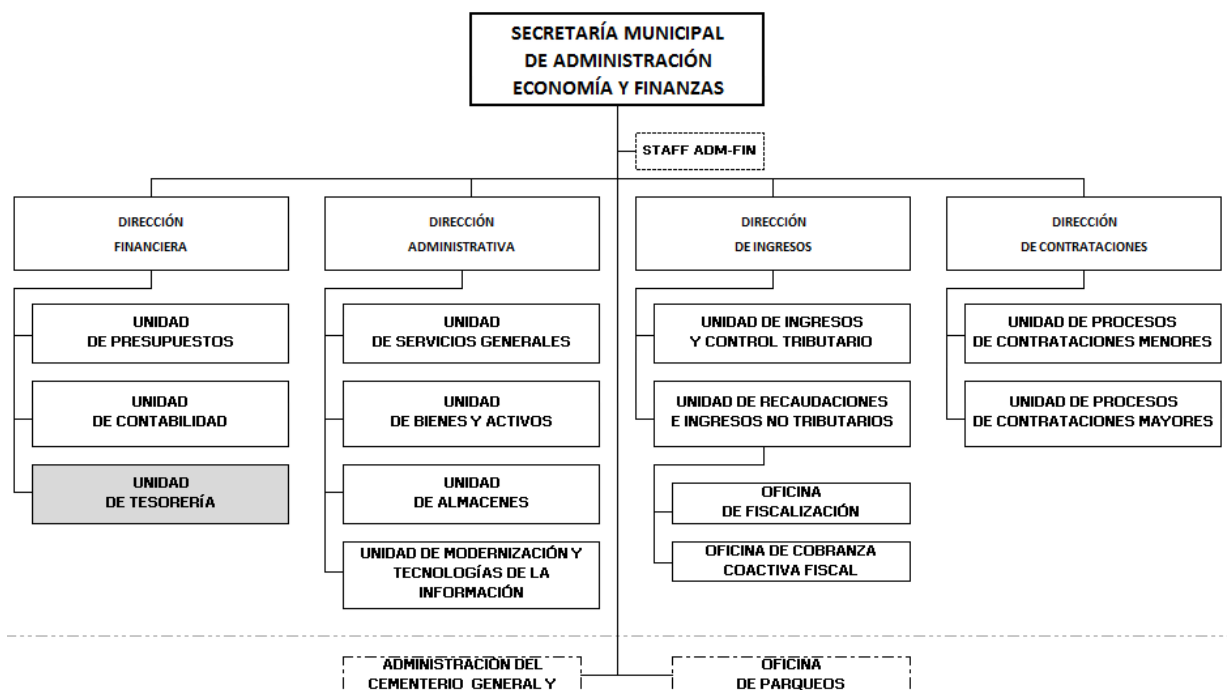 SECRETARÍA MUNICIPAL
DE ADMINISTRACIÓN
ECONOMÍA Y FINANZAS
STAFF ADM-FIN
DIRECCIÓN
FINANCIERA
UNIDAD
DE PRESUPUESTOS
UNIDAD
DE CONTABILIDAD
UNIDAD
DE TESORERÍA
DIRECCIÓN
ADMINISTRATIVA
UNIDAD
DE SERVICIOS GENERALES
UNIDAD
DE BIENES Y ACTIVOS
UNIDAD
DE ALMACENES
UNIDAD DE MODERNIZACIÓN Y
TECNOLOGÍAS DE LA
INFORMACIÓN
DIRECCIÓN
DE INGRESOS
UNIDAD DE INGRESOS
Y CONTROL TRIBUTARIO
UNIDAD DE RECAUDACIONES
E INGRESOS NO TRIBUTARIOS
OFICINA
DE FISCALIZACIÓN
OFICINA DE COBRANZA
COACTIVA FISCAL
DIRECCIÓN
DE CONTRATACIONES
UNIDAD DE PROCESOS
DE CONTRATACIONES MENORES
UNIDAD DE PROCESOS
DE CONTRATACIONES MAYORES
ADMINISTRACIÓN DEL
CEMENTERIO GENERAL Y
OFICINA
DE PARQUEOS